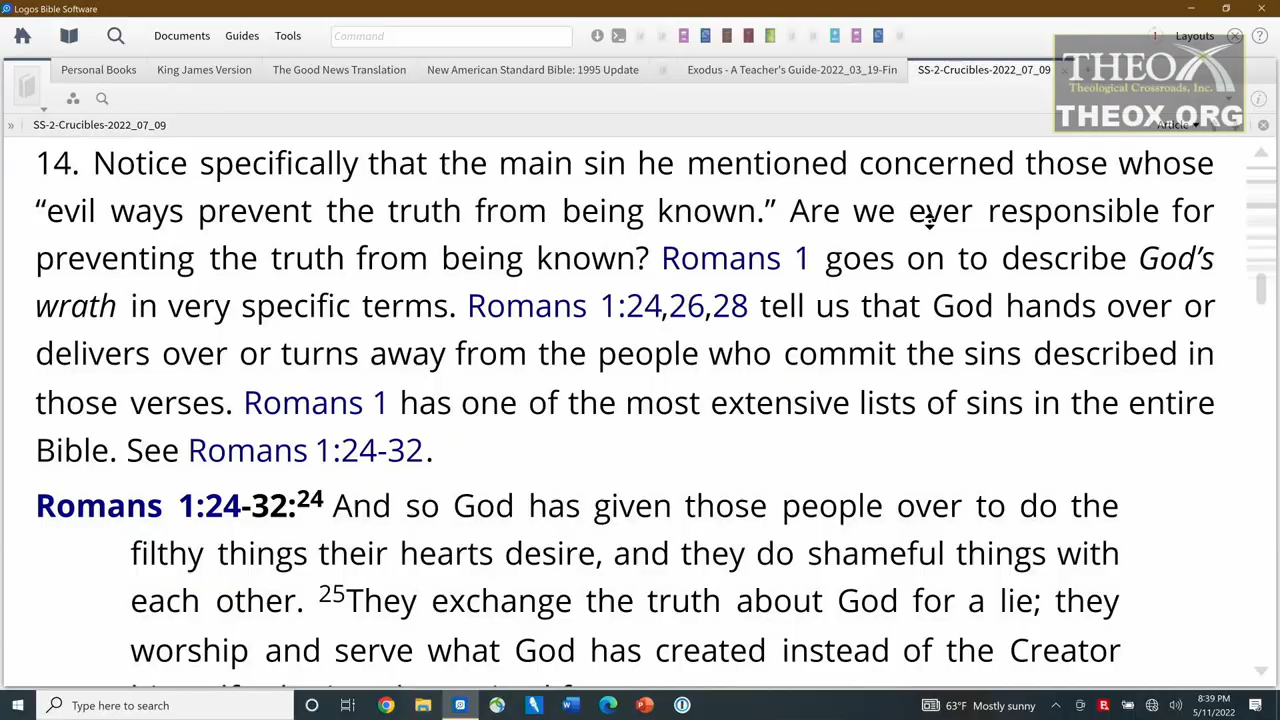 Logos Bible Software
Documents Guides Tools Command Layouts
Personal Books King James Version The Good News Translation New American Standard Bible: 1995 Update Exodus - A Teacher's Guide-2022_03_19-Fin SS-2-Crucibles-2022_07_09
THEOX
Theological Crossroads, Inc.
THEOX.ORG
SS-2-Crucibles-2022_07_09 Article
14. Notice specifically that the main sin he mentioned concerned those whose
“evil ways prevent the truth from being known.” Are we ever responsible for
preventing the truth from being known? Romans 1 goes on to describe God’s
wrath in very specific terms. Romans 1:24,26,28 tell us that God hands over or
delivers over or turns away from the people who commit the sins described in
those verses. Romans 1 has one of the most extensive lists of sins in the entire
Bible. See Romans 1:24-32.
Romans 1:24-32:24 And so God has given those people over to do the
filthy things their hearts desire, and they do shameful things with
each other. 25They exchange the truth about God for a lie; they
worship and serve what God has created instead of the Creator
Type here to search 63°F Mostly sunny 8:39 PM
5/11/2022